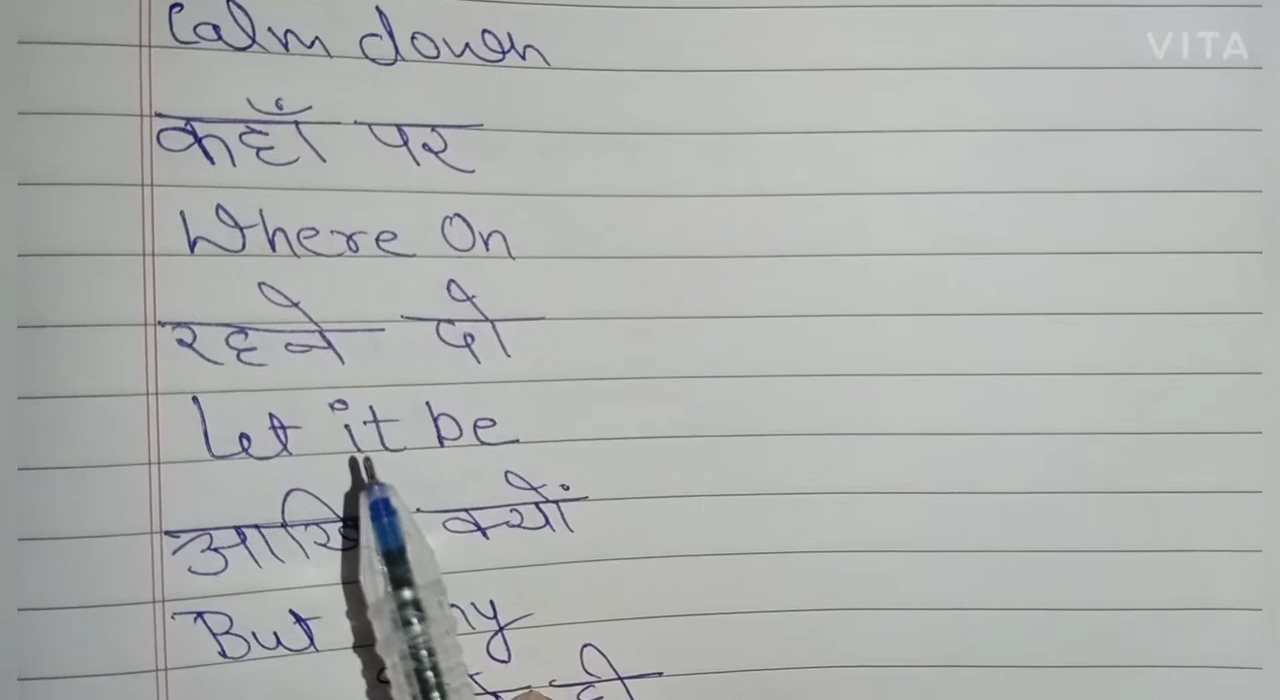 Calm down
VITA
कहाँ पर
Where On
रहने दो
Let it be
क्यों
But